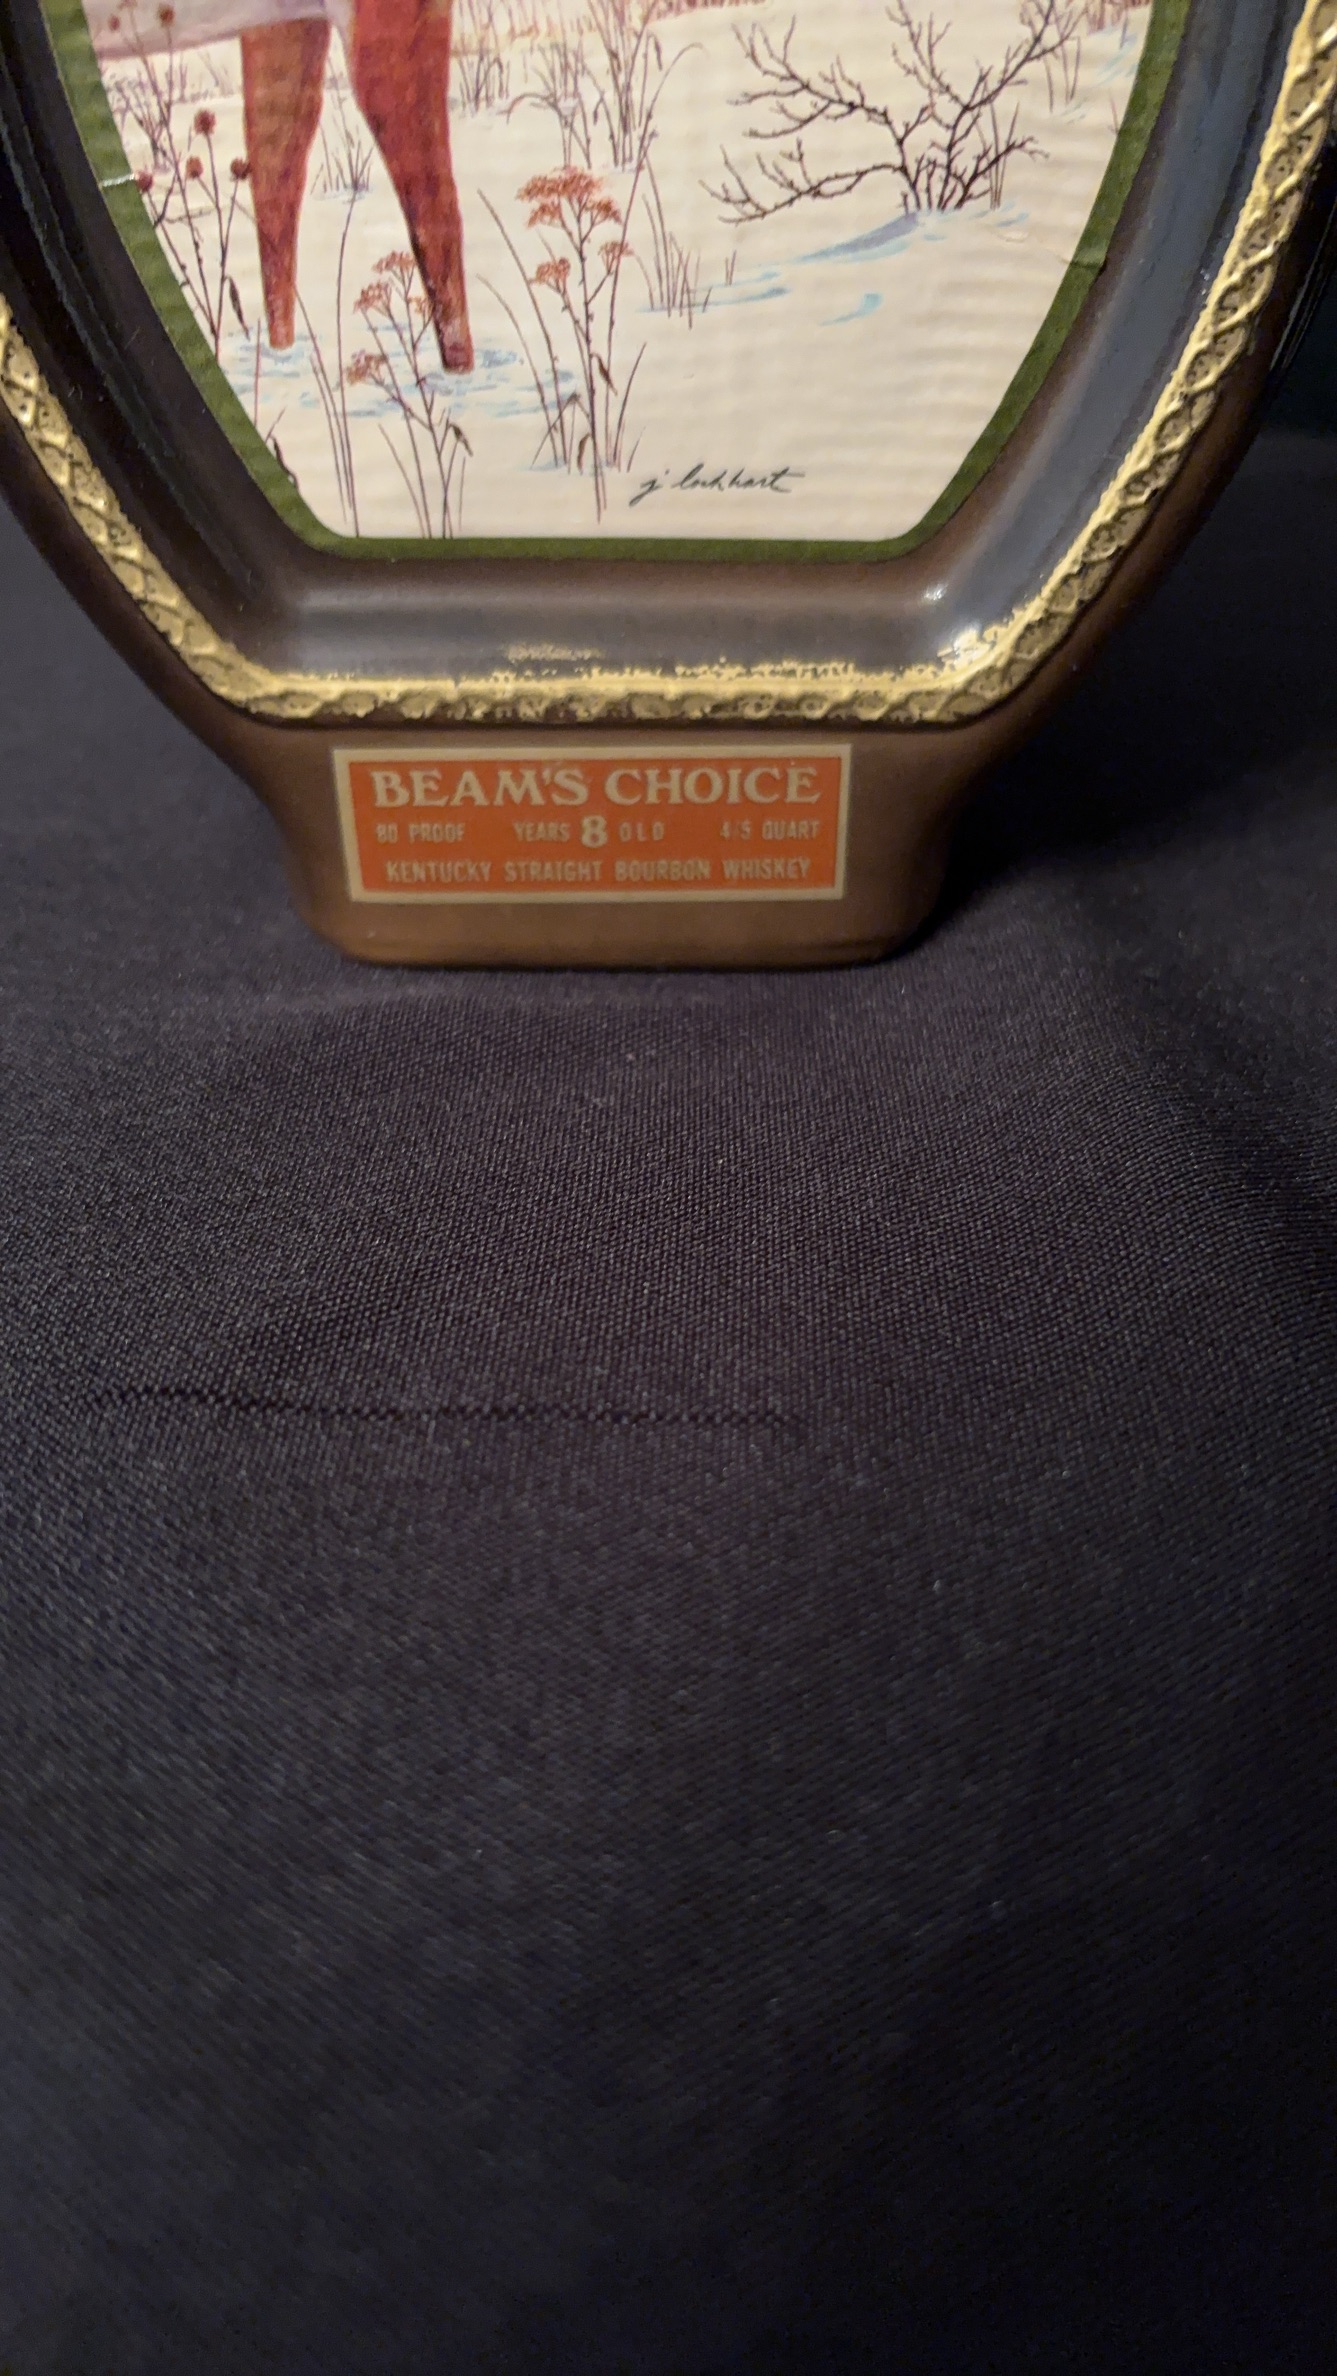 j lockhart
BEAM'S CHOICE
80 PROOF YEARS 8 OLD 4/5 QUART
KENTUCKY STRAIGHT BOURBON WHISKEY